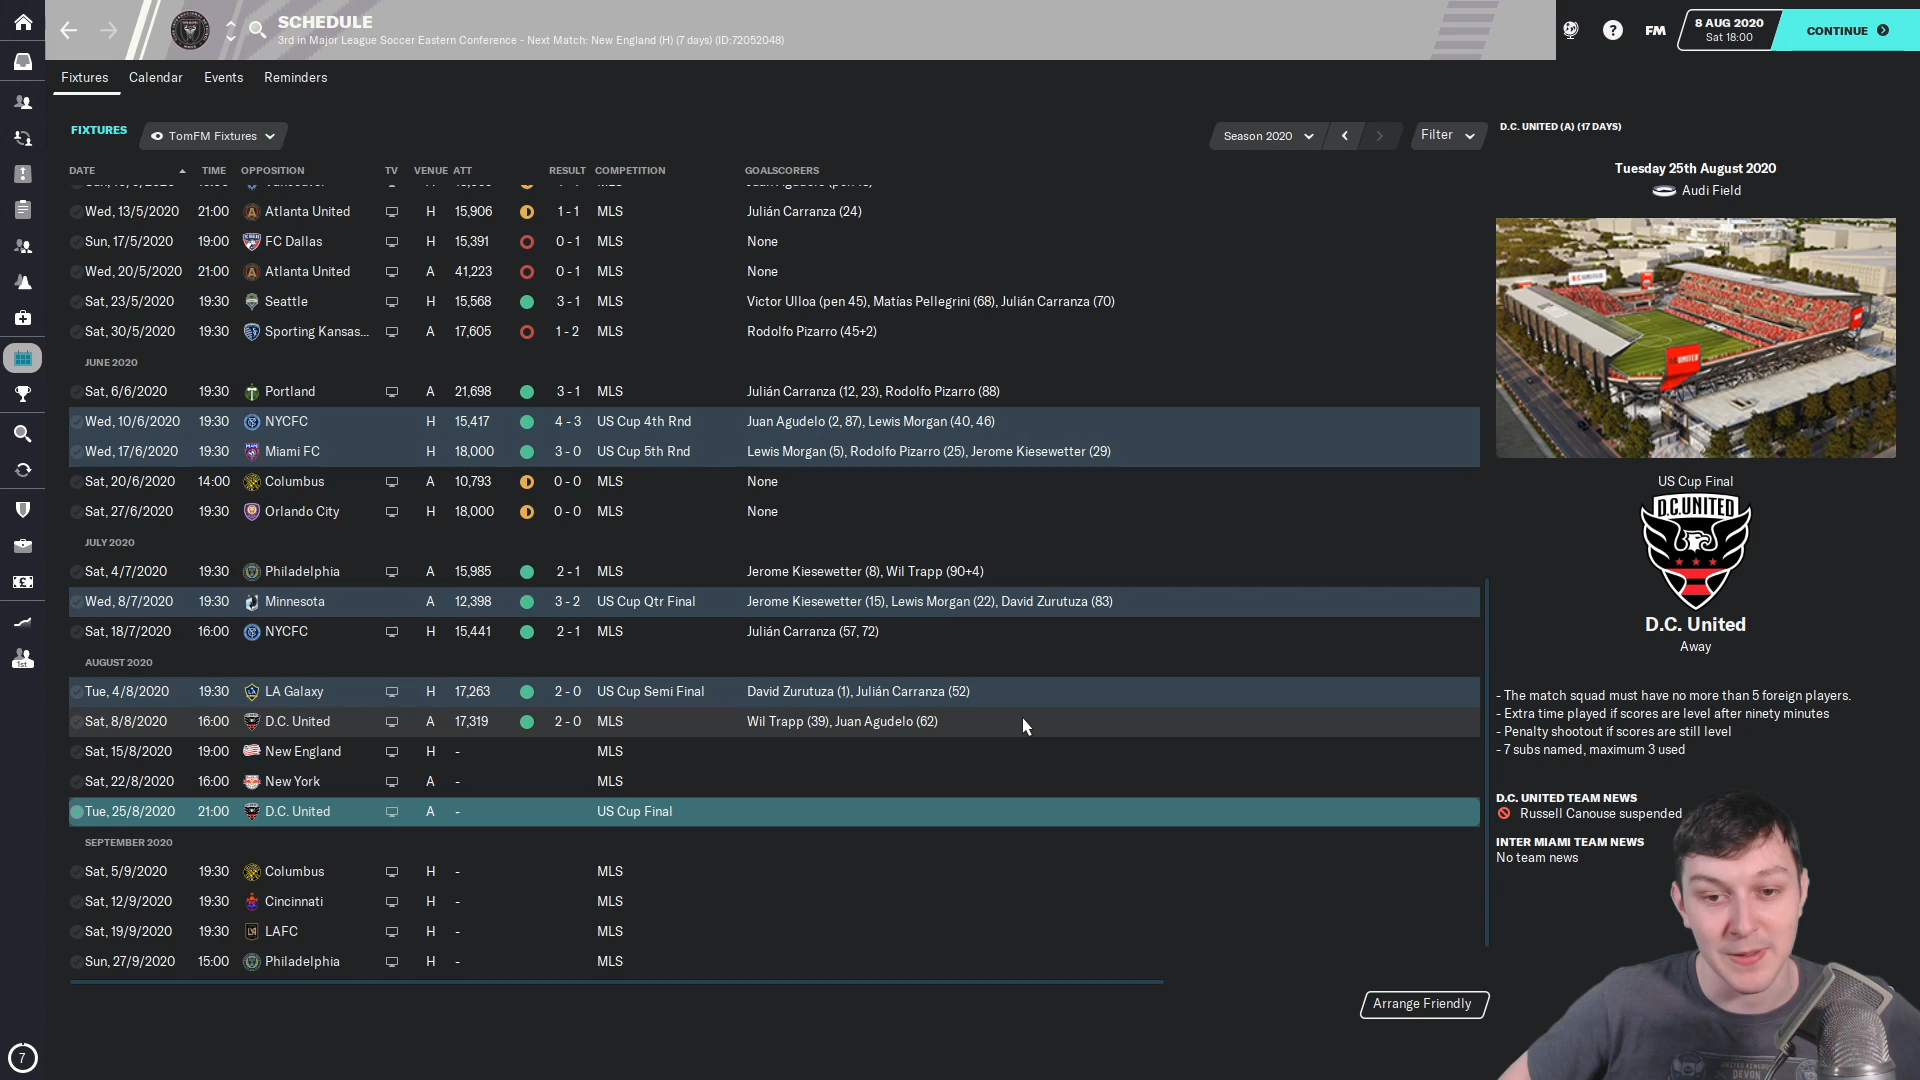 SCHEDULE
3rd in Major League Soccer Eastern Conference - Next Match: New England (H) (7 days) (ID:72052048)
FM
8 AUG 2020
Sat 18:00
CONTINUE
Fixtures Calendar Events Reminders
FIXTURES TomFM Fixtures Season 2020 Filter
DATE TIME OPPOSITION TV VENUE ATT RESULT COMPETITION GOALSCORERS
Wed, 13/5/2020 21:00 Atlanta United H 15,906 1 - 1 MLS Julián Carranza (24)
Sun, 17/5/2020 19:00 FC Dallas H 15,391 0 - 1 MLS None
Wed, 20/5/2020 21:00 Atlanta United A 41,223 0 - 1 MLS None
Sat, 23/5/2020 19:30 Seattle H 15,568 3 - 1 MLS Victor Ulloa (pen 45), Matías Pellegrini (68), Julián Carranza (70)
Sat, 30/5/2020 19:30 Sporting Kansas... A 17,605 1 - 2 MLS Rodolfo Pizarro (45+2)
JUNE 2020
Sat, 6/6/2020 19:30 Portland A 21,698 3 - 1 MLS Julián Carranza (12, 23), Rodolfo Pizarro (88)
Wed, 10/6/2020 19:30 NYCFC H 15,417 4 - 3 US Cup 4th Rnd Juan Agudelo (2, 87), Lewis Morgan (40, 46)
Wed, 17/6/2020 19:30 Miami FC H 18,000 3 - 0 US Cup 5th Rnd Lewis Morgan (5), Rodolfo Pizarro (25), Jerome Kiesewetter (29)
Sat, 20/6/2020 14:00 Columbus A 10,793 0 - 0 MLS None
Sat, 27/6/2020 19:30 Orlando City H 18,000 0 - 0 MLS None
JULY 2020
Sat, 4/7/2020 19:30 Philadelphia A 15,985 2 - 1 MLS Jerome Kiesewetter (8), Wil Trapp (90+4)
Wed, 8/7/2020 19:30 Minnesota A 12,398 3 - 2 US Cup Qtr Final Jerome Kiesewetter (15), Lewis Morgan (22), David Zurutuza (83)
Sat, 18/7/2020 16:00 NYCFC H 15,441 2 - 1 MLS Julián Carranza (57, 72)
AUGUST 2020
Tue, 4/8/2020 19:30 LA Galaxy H 17,263 2 - 0 US Cup Semi Final David Zurutuza (1), Julián Carranza (52)
Sat, 8/8/2020 16:00 D.C. United A 17,319 2 - 0 MLS Wil Trapp (39), Juan Agudelo (62)
Sat, 15/8/2020 19:00 New England H - MLS
Sat, 22/8/2020 16:00 New York A - MLS
Tue, 25/8/2020 21:00 D.C. United A - US Cup Final
SEPTEMBER 2020
Sat, 5/9/2020 19:30 Columbus H - MLS
Sat, 12/9/2020 19:30 Cincinnati H - MLS
Sat, 19/9/2020 19:30 LAFC H - MLS
Sun, 27/9/2020 15:00 Philadelphia H - MLS
Arrange Friendly
7
1st
D.C. UNITED (A) (17 DAYS)
Tuesday 25th August 2020
Audi Field
US Cup Final
D.C. UNITED
D.C. United
Away
- The match squad must have no more than 5 foreign players.
- Extra time played if scores are level after ninety minutes
- Penalty shootout if scores are still level
- 7 subs named, maximum 3 used
D.C. UNITED TEAM NEWS
Russell Canouse suspended
INTER MIAMI TEAM NEWS
No team news
DEVON